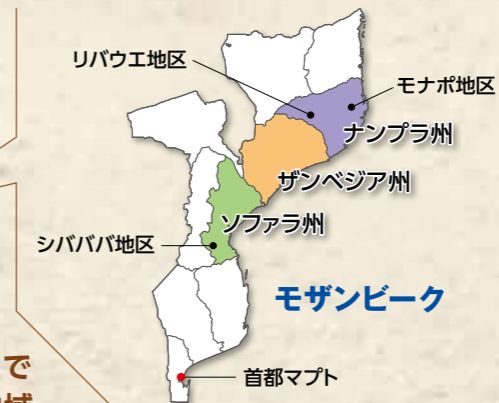 リバウエ地区
モナポ地区
ナンプラ州
ザンベジア州
ソファラ州
シバババ地区
モザンビーク
首都マプト
で
域